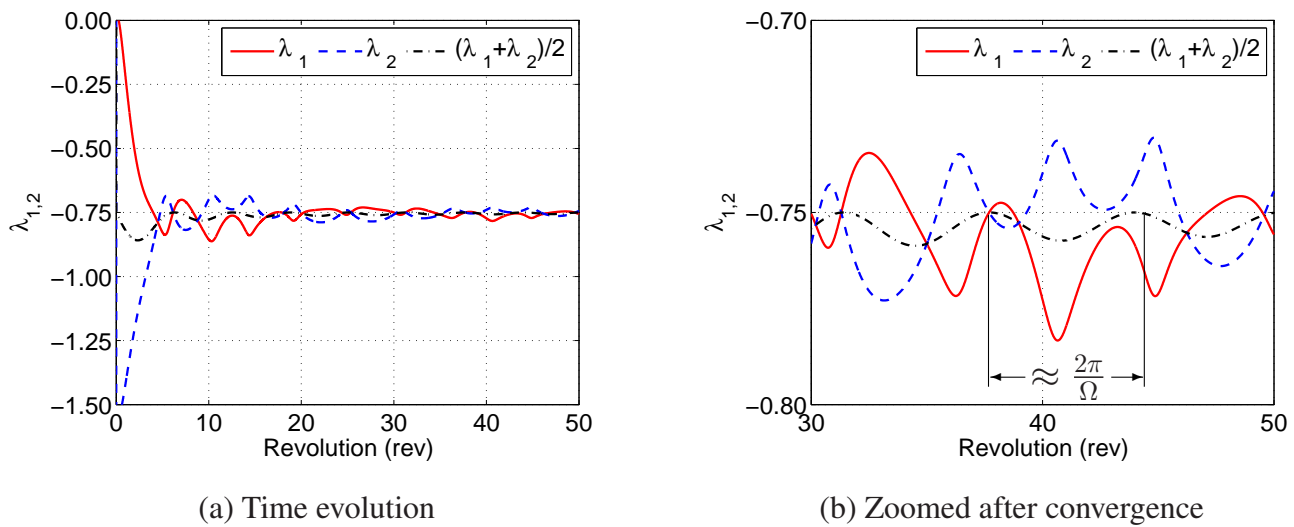 0.00
−0.25
−0.50
−0.75
−1.00
−1.25
−1.50
λ1,2
λ 1 λ 2 (λ 1+λ 2)/2
0 10 20 30 40 50
Revolution (rev)
(a) Time evolution
−0.70
−0.75
−0.80
λ1,2
λ 1 λ 2 (λ 1+λ 2)/2
≈ 2π/Ω
30 40 50
Revolution (rev)
(b) Zoomed after convergence